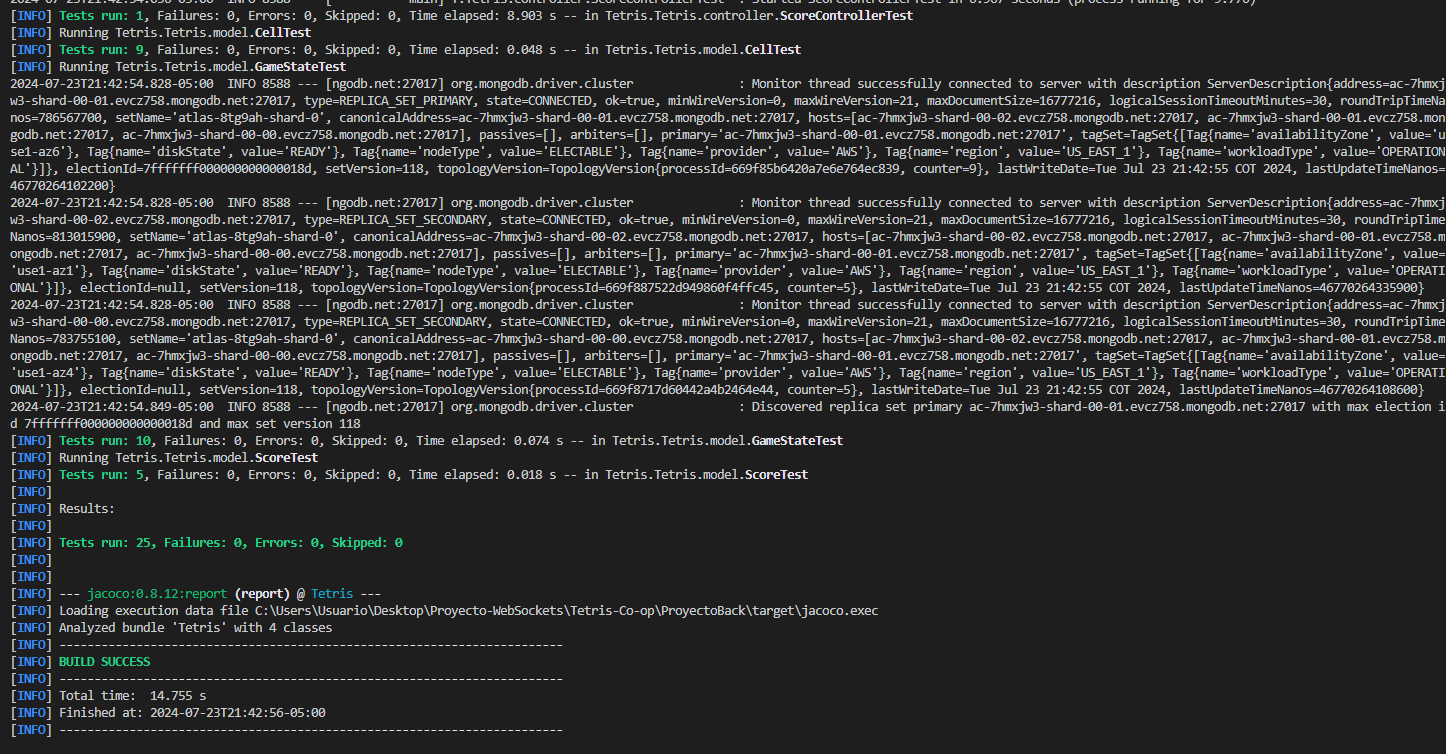 [INFO] Tests run: 1, Failures: 0, Errors: 0, Skipped: 0, Time elapsed: 8.903 s -- in Tetris.Tetris.controller.ScoreControllerTest
[INFO] Running Tetris.Tetris.model.CellTest
[INFO] Tests run: 9, Failures: 0, Errors: 0, Skipped: 0, Time elapsed: 0.048 s -- in Tetris.Tetris.model.CellTest
[INFO] Running Tetris.Tetris.model.GameStateTest
2024-07-23T21:42:54.828-05:00  INFO 8588 --- [ngodb.net:27017] org.mongodb.driver.cluster               : Monitor thread successfully connected to server with description ServerDescription{address=ac-7hmxj
w3-shard-00-01.evcz758.mongodb.net:27017, type=REPLICA_SET_PRIMARY, state=CONNECTED, ok=true, minWireVersion=0, maxWireVersion=21, maxDocumentSize=16777216, logicalSessionTimeoutMinutes=30, roundTripTimeNa
nos=786567700, setName='atlas-8tg9ah-shard-0', canonicalAddress=ac-7hmxjw3-shard-00-01.evcz758.mongodb.net:27017, hosts=[ac-7hmxjw3-shard-00-02.evcz758.mongodb.net:27017, ac-7hmxjw3-shard-00-01.evcz758.mon
godb.net:27017, ac-7hmxjw3-shard-00-00.evcz758.mongodb.net:27017], passives=[], arbiters=[], primary='ac-7hmxjw3-shard-00-01.evcz758.mongodb.net:27017', tagSet=TagSet{[Tag{name='availabilityZone', value='u
se1-az6'}, Tag{name='diskState', value='READY'}, Tag{name='nodeType', value='ELECTABLE'}, Tag{name='provider', value='AWS'}, Tag{name='region', value='US_EAST_1'}, Tag{name='workloadType', value='OPERATION
AL'}]}, electionId=7fffffff000000000000018d, setVersion=118, topologyVersion=TopologyVersion{processId=669f85b6420a7e6e764ec839, counter=9}, lastWriteDate=Tue Jul 23 21:42:55 COT 2024, lastUpdateTimeNanos=
46770264102200}
2024-07-23T21:42:54.828-05:00  INFO 8588 --- [ngodb.net:27017] org.mongodb.driver.cluster               : Monitor thread successfully connected to server with description ServerDescription{address=ac-7hmxj
w3-shard-00-02.evcz758.mongodb.net:27017, type=REPLICA_SET_SECONDARY, state=CONNECTED, ok=true, minWireVersion=0, maxWireVersion=21, maxDocumentSize=16777216, logicalSessionTimeoutMinutes=30, roundTripTime
Nanos=813015900, setName='atlas-8tg9ah-shard-0', canonicalAddress=ac-7hmxjw3-shard-00-02.evcz758.mongodb.net:27017, hosts=[ac-7hmxjw3-shard-00-02.evcz758.mongodb.net:27017, ac-7hmxjw3-shard-00-01.evcz758.m
ongodb.net:27017, ac-7hmxjw3-shard-00-00.evcz758.mongodb.net:27017], passives=[], arbiters=[], primary='ac-7hmxjw3-shard-00-01.evcz758.mongodb.net:27017', tagSet=TagSet{[Tag{name='availabilityZone', value=
'use1-az1'}, Tag{name='diskState', value='READY'}, Tag{name='nodeType', value='ELECTABLE'}, Tag{name='provider', value='AWS'}, Tag{name='region', value='US_EAST_1'}, Tag{name='workloadType', value='OPERATI
ONAL'}]}, electionId=null, setVersion=118, topologyVersion=TopologyVersion{processId=669f887522d949860f4ffc45, counter=5}, lastWriteDate=Tue Jul 23 21:42:55 COT 2024, lastUpdateTimeNanos=46770264335900}
2024-07-23T21:42:54.828-05:00  INFO 8588 --- [ngodb.net:27017] org.mongodb.driver.cluster               : Monitor thread successfully connected to server with description ServerDescription{address=ac-7hmxj
w3-shard-00-00.evcz758.mongodb.net:27017, type=REPLICA_SET_SECONDARY, state=CONNECTED, ok=true, minWireVersion=0, maxWireVersion=21, maxDocumentSize=16777216, logicalSessionTimeoutMinutes=30, roundTripTime
Nanos=783755100, setName='atlas-8tg9ah-shard-0', canonicalAddress=ac-7hmxjw3-shard-00-00.evcz758.mongodb.net:27017, hosts=[ac-7hmxjw3-shard-00-02.evcz758.mongodb.net:27017, ac-7hmxjw3-shard-00-01.evcz758.m
ongodb.net:27017, ac-7hmxjw3-shard-00-00.evcz758.mongodb.net:27017], passives=[], arbiters=[], primary='ac-7hmxjw3-shard-00-01.evcz758.mongodb.net:27017', tagSet=TagSet{[Tag{name='availabilityZone', value=
'use1-az4'}, Tag{name='diskState', value='READY'}, Tag{name='nodeType', value='ELECTABLE'}, Tag{name='provider', value='AWS'}, Tag{name='region', value='US_EAST_1'}, Tag{name='workloadType', value='OPERATI
ONAL'}]}, electionId=null, setVersion=118, topologyVersion=TopologyVersion{processId=669f8717d60442a4b2464e44, counter=5}, lastWriteDate=Tue Jul 23 21:42:55 COT 2024, lastUpdateTimeNanos=46770264108600}
2024-07-23T21:42:54.849-05:00  INFO 8588 --- [ngodb.net:27017] org.mongodb.driver.cluster               : Discovered replica set primary ac-7hmxjw3-shard-00-01.evcz758.mongodb.net:27017 with max election i
d 7fffffff000000000000018d and max set version 118
[INFO] Tests run: 10, Failures: 0, Errors: 0, Skipped: 0, Time elapsed: 0.074 s -- in Tetris.Tetris.model.GameStateTest
[INFO] Running Tetris.Tetris.model.ScoreTest
[INFO] Tests run: 5, Failures: 0, Errors: 0, Skipped: 0, Time elapsed: 0.018 s -- in Tetris.Tetris.model.ScoreTest
[INFO]
[INFO] Results:
[INFO]
[INFO] Tests run: 25, Failures: 0, Errors: 0, Skipped: 0
[INFO]
[INFO]
[INFO] --- jacoco:0.8.12:report (report) @ Tetris ---
[INFO] Loading execution data file C:\Users\Usuario\Desktop\Proyecto-WebSockets\Tetris-Co-op\ProyectoBack\target\jacoco.exec
[INFO] Analyzed bundle 'Tetris' with 4 classes
[INFO] ------------------------------------------------------------------------
[INFO] BUILD SUCCESS
[INFO] ------------------------------------------------------------------------
[INFO] Total time:  14.755 s
[INFO] Finished at: 2024-07-23T21:42:56-05:00
[INFO] ------------------------------------------------------------------------